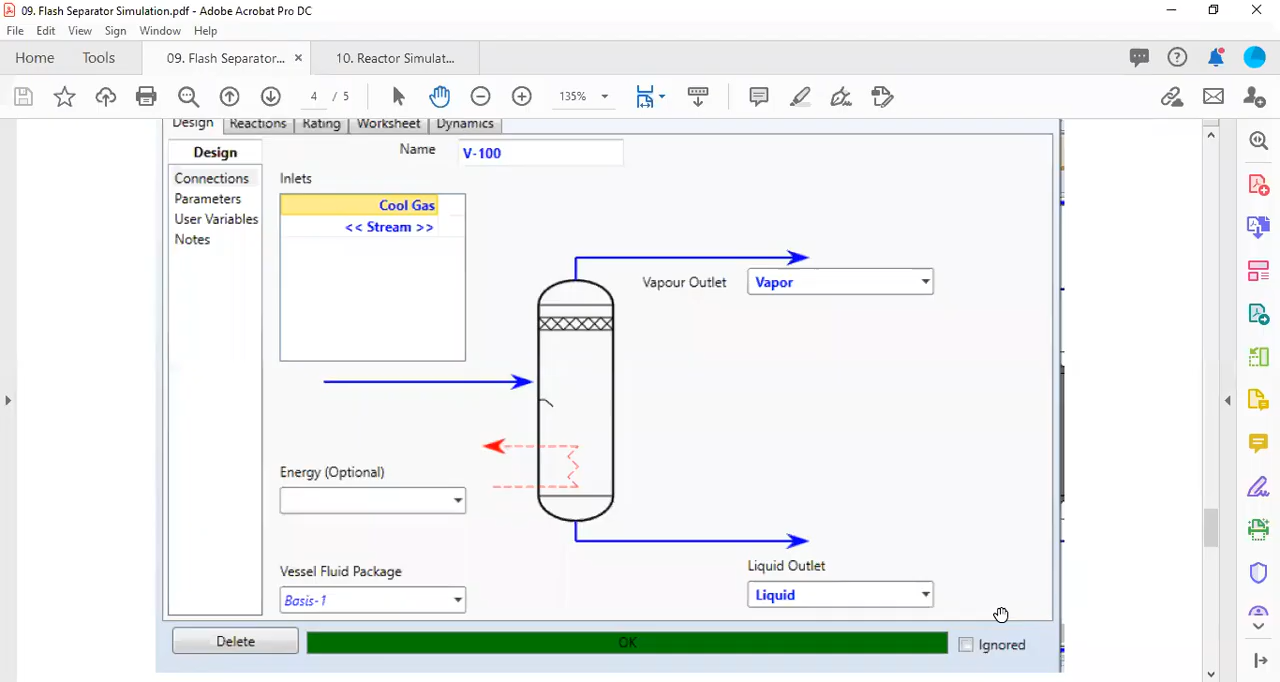 09. Flash Separator Simulation.pdf - Adobe Acrobat Pro DC
File Edit View Sign Window Help
Home Tools 09. Flash Separator... × 10. Reactor Simulat...
4 / 5 135%
Design Reactions Rating Worksheet Dynamics
Design Name V-100
Connections Inlets
Parameters Cool Gas
User Variables << Stream >>
Notes
Vapour Outlet Vapor
Energy (Optional)
Liquid Outlet
Vessel Fluid Package
Liquid
Basis-1
Delete OK Ignored